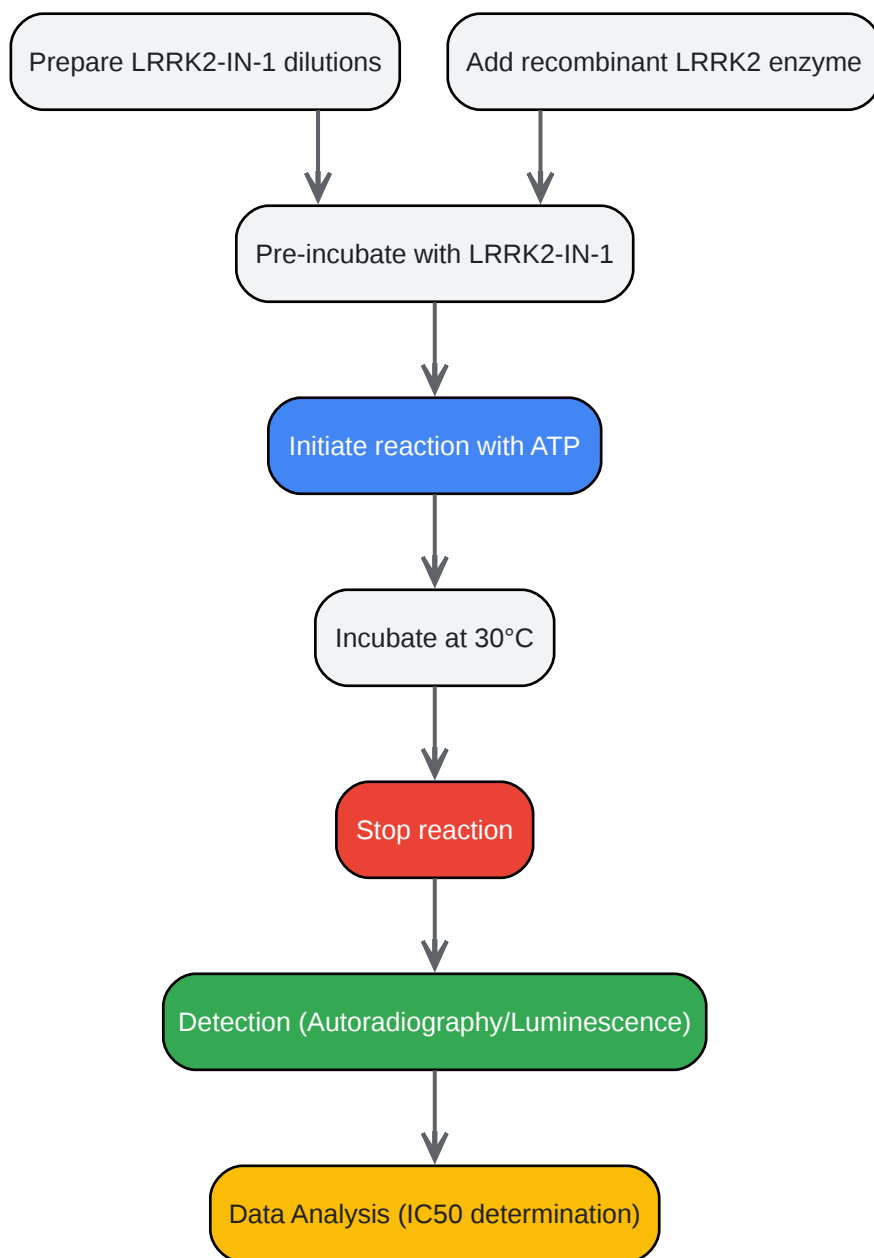 Prepare LRRK2-IN-1 dilutions
Add recombinant LRRK2 enzyme
Pre-incubate with LRRK2-IN-1
Initiate reaction with ATP
Incubate at 30°C
Stop reaction
Detection (Autoradiography/Luminescence)
Data Analysis (IC50 determination)